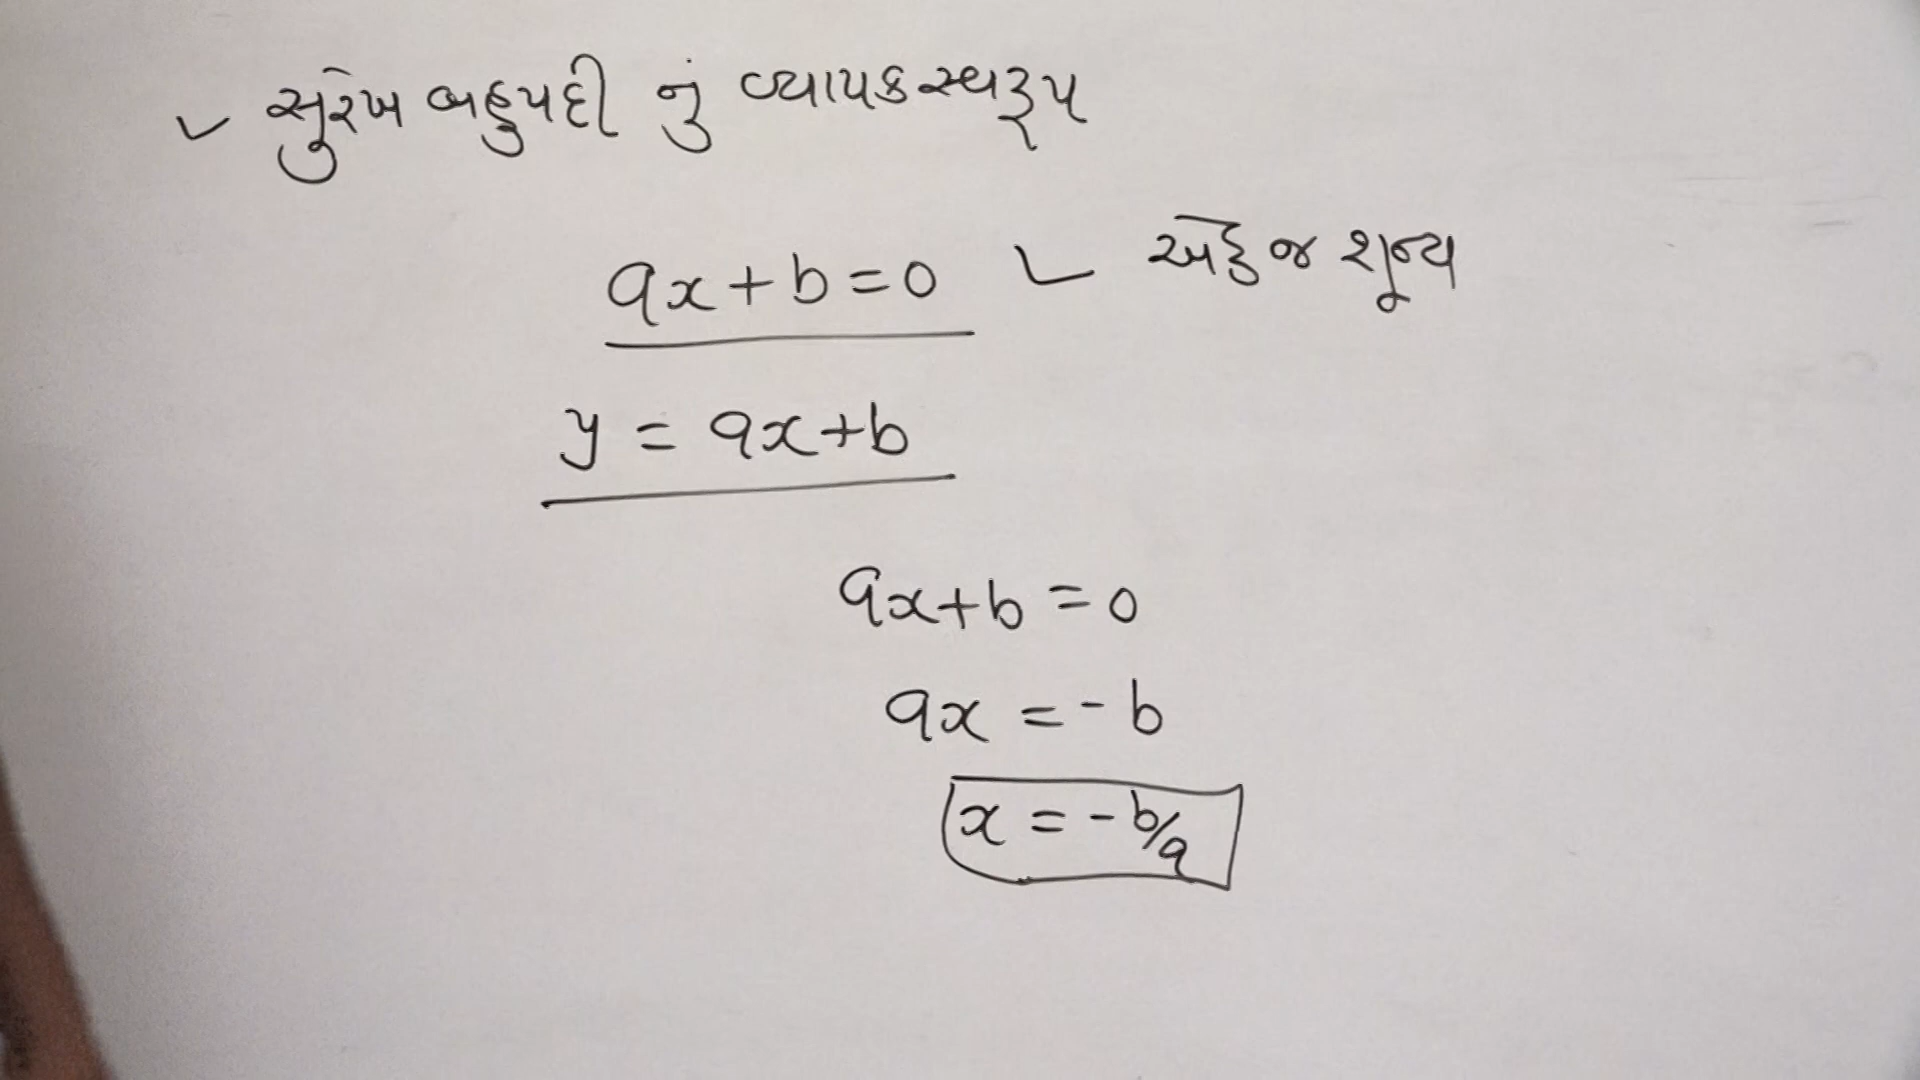 સુરેખ બહુપદી નું વ્યાપક સ્વરૂપ
ax+b=0 એક જ શૂન્ય
y = ax+b
ax+b = 0
ax = -b
x = -b/a